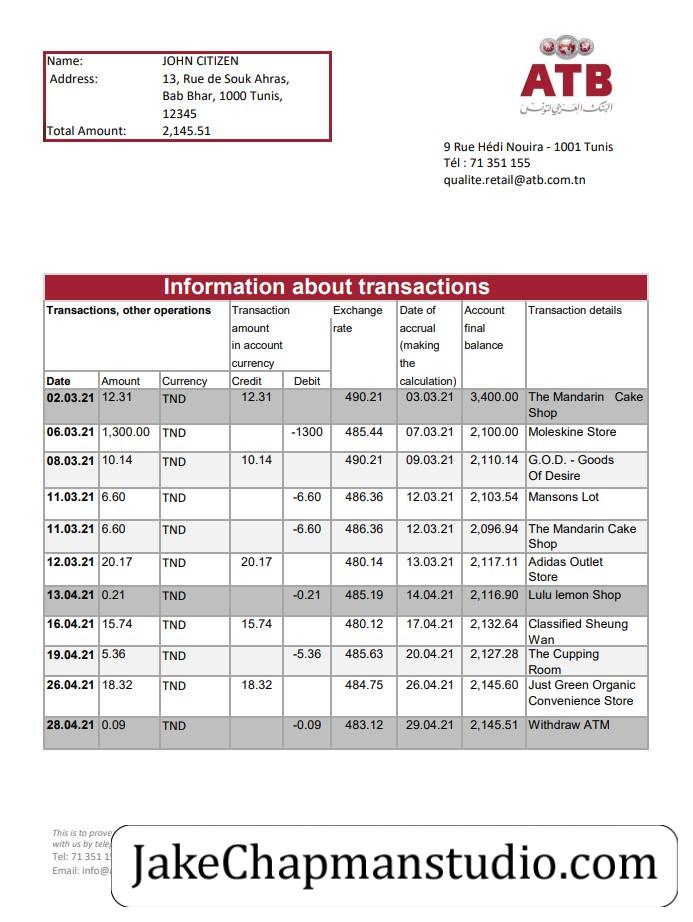 Name: JOHN CITIZEN
Address: 13, Rue de Souk Ahras,
Bab Bhar, 1000 Tunis,
12345
Total Amount: 2,145.51
ATB
البنك العربي لتونس
9 Rue Hédi Nouira - 1001 Tunis
Tél : 71 351 155
qualite.retail@atb.com.tn
Information about transactions
Transactions, other operations
Transaction
amount
in account
currency
Exchange
rate
Date of
accrual
(making
the
calculation)
Account
final
balance
Transaction details
Date Amount Currency Credit Debit
02.03.21 12.31 TND 12.31 490.21 03.03.21 3,400.00 The Mandarin Cake
Shop
06.03.21 1,300.00 TND -1300 485.44 07.03.21 2,100.00 Moleskine Store
08.03.21 10.14 TND 10.14 490.21 09.03.21 2,110.14 G.O.D. - Goods
Of Desire
11.03.21 6.60 TND -6.60 486.36 12.03.21 2,103.54 Mansons Lot
11.03.21 6.60 TND -6.60 486.36 12.03.21 2,096.94 The Mandarin Cake
Shop
12.03.21 20.17 TND 20.17 480.14 13.03.21 2,117.11 Adidas Outlet
Store
13.04.21 0.21 TND -0.21 485.19 14.04.21 2,116.90 Lulu lemon Shop
16.04.21 15.74 TND 15.74 480.12 17.04.21 2,132.64 Classified Sheung
Wan
19.04.21 5.36 TND -5.36 485.63 20.04.21 2,127.28 The Cupping
Room
26.04.21 18.32 TND 18.32 484.75 26.04.21 2,145.60 Just Green Organic
Convenience Store
28.04.21 0.09 TND -0.09 483.12 29.04.21 2,145.51 Withdraw ATM
This is to prove
with us by
Tel: 71 351
Email:
JakeChapmanstudio.com